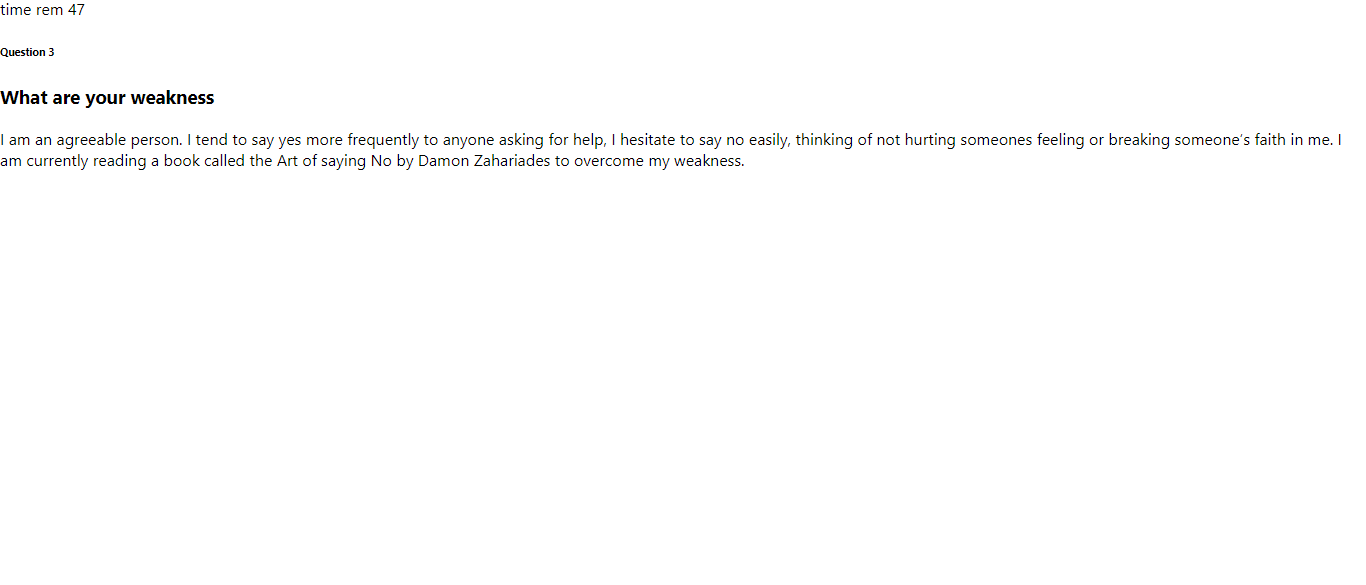 time rem 47
Question 3
What are your weakness
I am an agreeable person. I tend to say yes more frequently to anyone asking for help, I hesitate to say no easily, thinking of not hurting someones feeling or breaking someone's faith in me. I
am currently reading a book called the Art of saying No by Damon Zahariades to overcome my weakness.